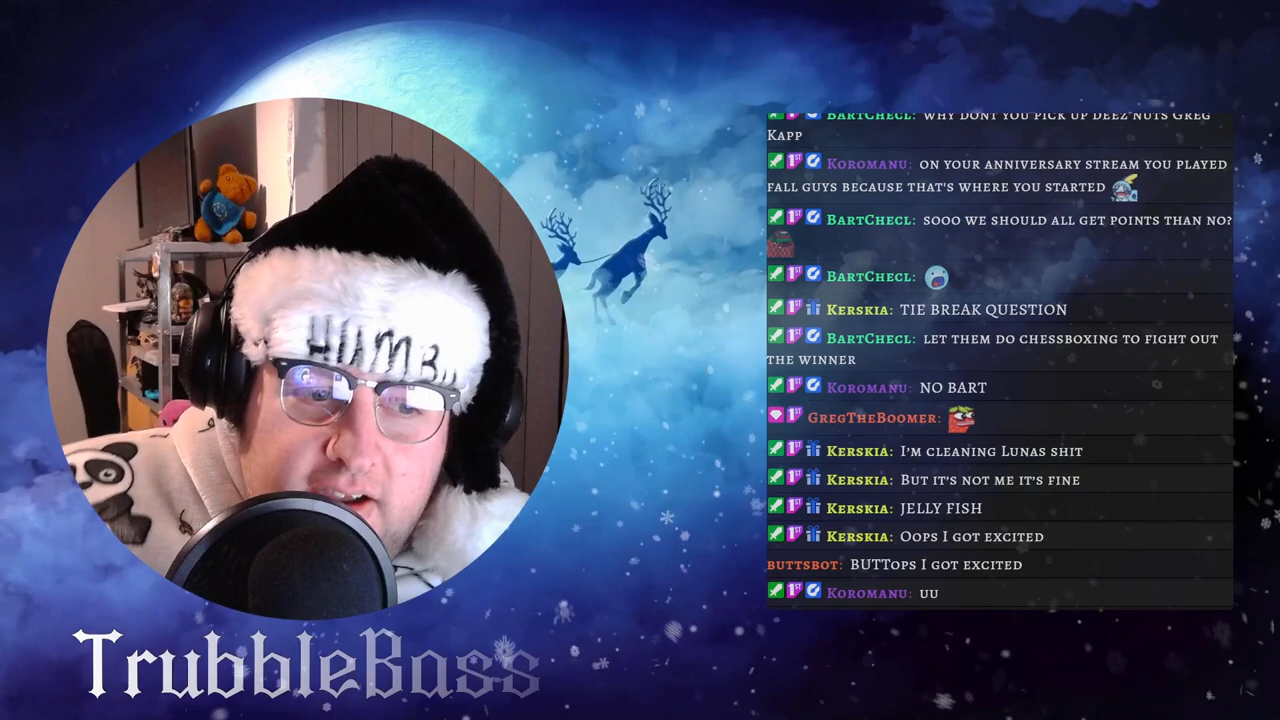 BARTCHECL: WHY DONT YOU PICK UP DEEZ NUTS GREG
KAPP
KOROMANU: ON YOUR ANNIVERSARY STREAM YOU PLAYED
FALL GUYS BECAUSE THAT'S WHERE YOU STARTED
BARTCHECL: SOOO WE SHOULD ALL GET POINTS THAN NO?
BARTCHECL:
KERSKIA: TIE BREAK QUESTION
BARTCHECL: LET THEM DO CHESSBOXING TO FIGHT OUT
THE WINNER
KOROMANU: NO BART
GREGTHEBOOMER:
KERSKIA: I'M CLEANING LUNAS SHIT
KERSKIA: BUT IT'S NOT ME IT'S FINE
KERSKIA: JELLY FISH
KERSKIA: OOPS I GOT EXCITED
BUTTSBOT: BUTTOPS I GOT EXCITED
KOROMANU: UU
HUMBU
TrubbleBass